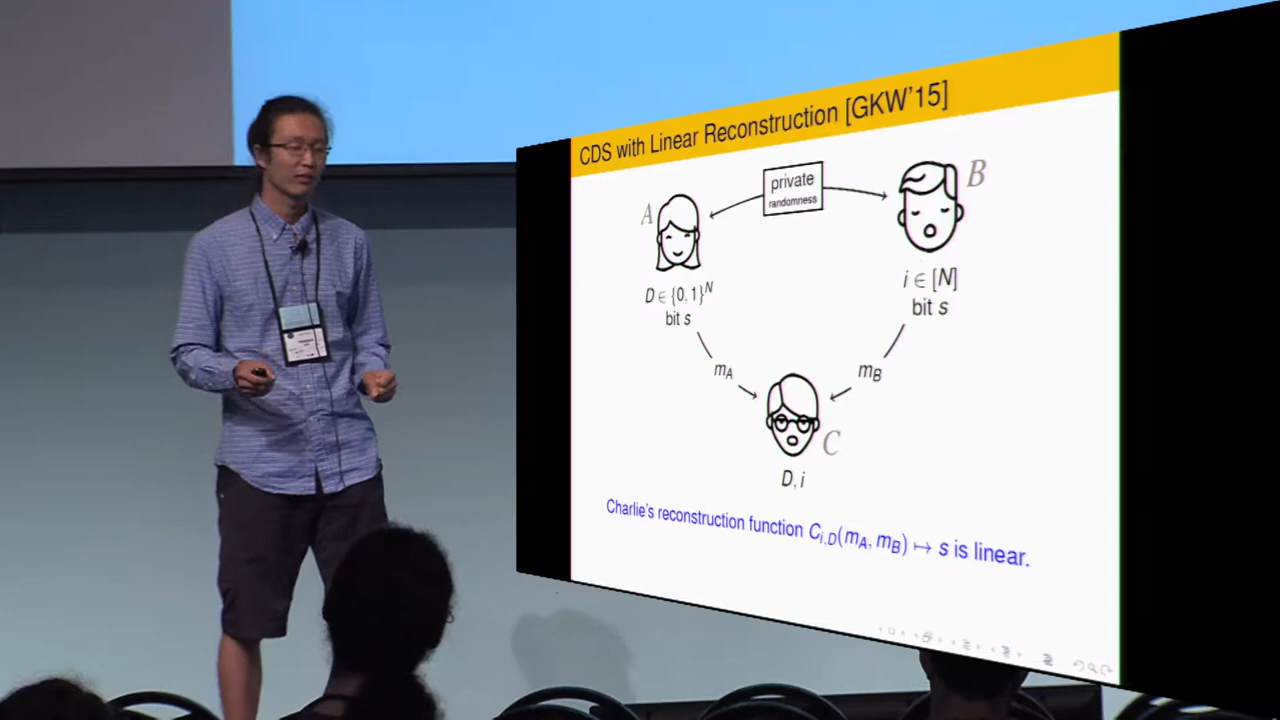 CDS with Linear Reconstruction [GKW'15]
private
randomness
A
B
D ∈ {0,1}^N
bit s
i ∈ [N]
bit s
m_A
m_B
C
D, i
Charlie's reconstruction function C_{i,D}(m_A, m_B) ↦ s is linear.